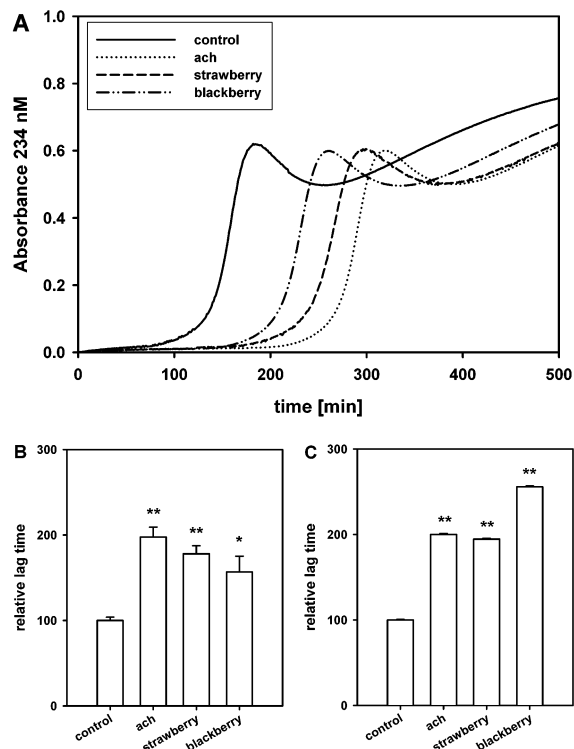 A
1.0
0.8
0.6
0.4
0.2
0.0
Absorbance 234 nM
control
ach
strawberry
blackberry
0 100 200 300 400 500
time [min]
B
300
200
100
0
relative lag time
** ** *
control ach strawberry blackberry
C
300
200
100
0
relative lag time
** ** **
control ach strawberry blackberry